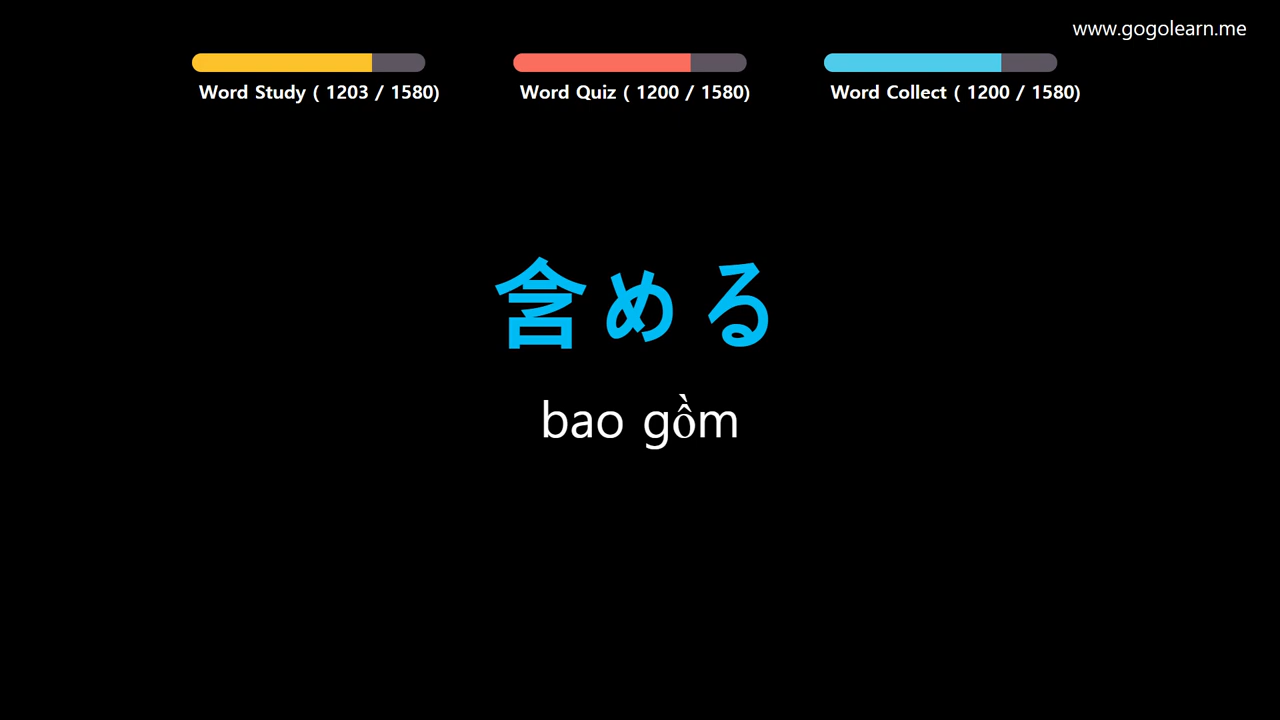 www.gogolearn.me
Word Study ( 1203 / 1580)
Word Quiz ( 1200 / 1580)
Word Collect ( 1200 / 1580)
含める
bao gồm